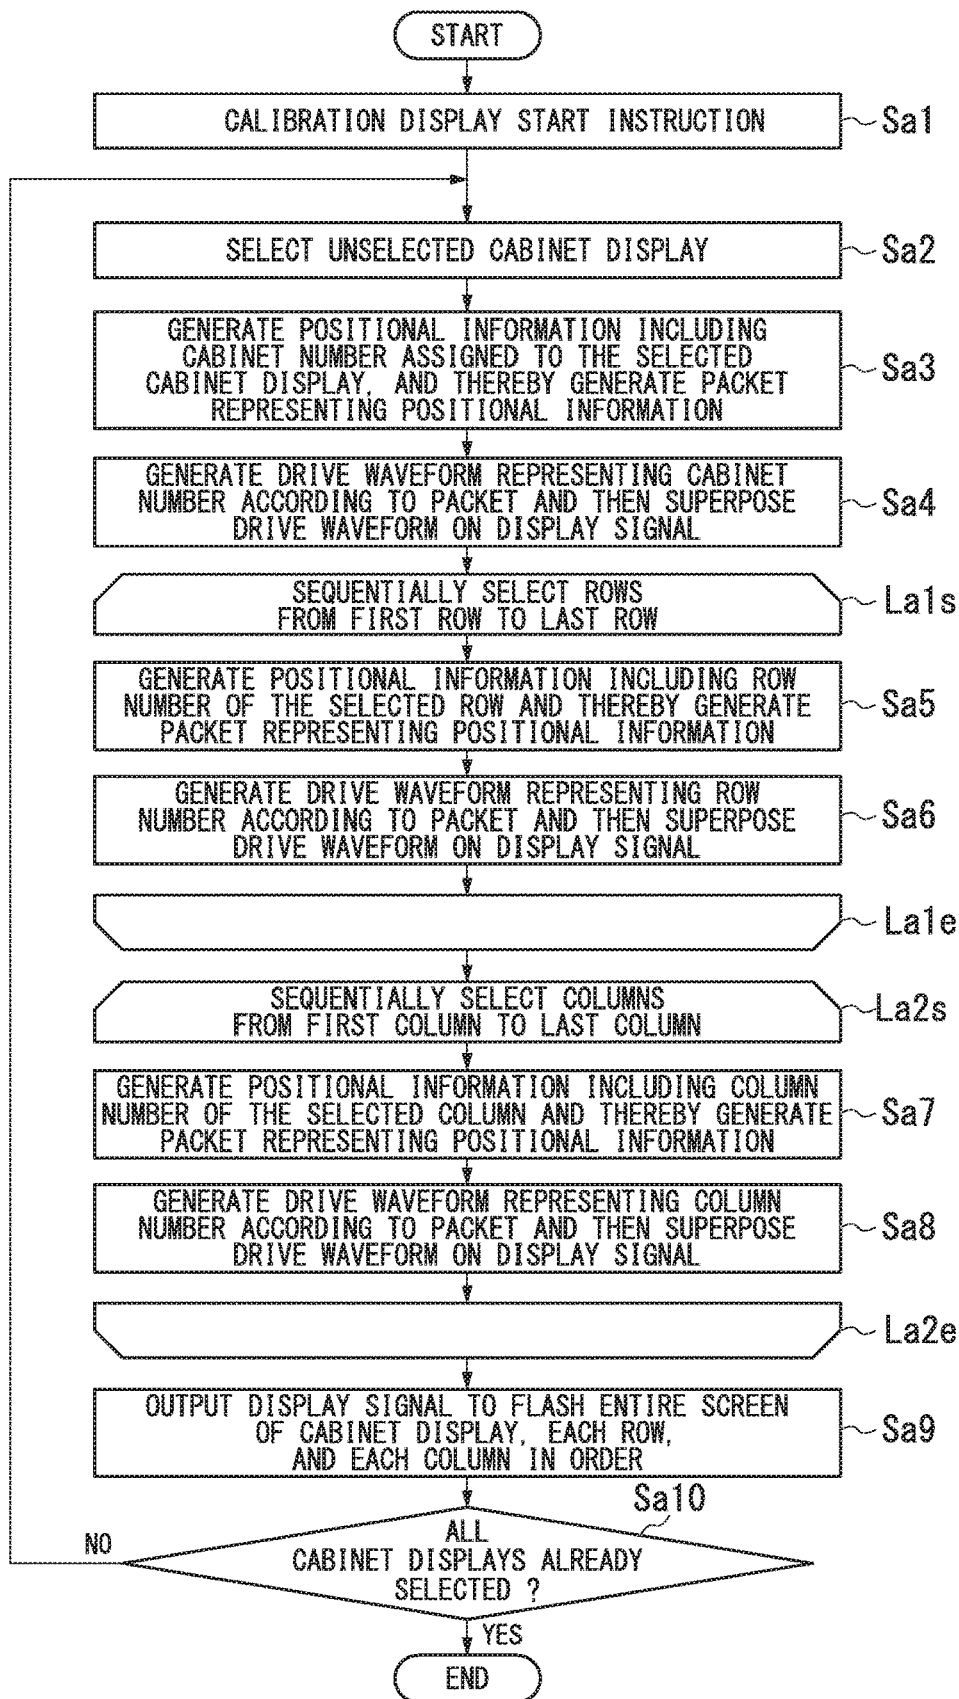 START
CALIBRATION DISPLAY START INSTRUCTION
Sa1
SELECT UNSELECTED CABINET DISPLAY
Sa2
GENERATE POSITIONAL INFORMATION INCLUDING
CABINET NUMBER ASSIGNED TO THE SELECTED
CABINET DISPLAY, AND THEREBY GENERATE PACKET
REPRESENTING POSITIONAL INFORMATION
Sa3
GENERATE DRIVE WAVEFORM REPRESENTING CABINET
NUMBER ACCORDING TO PACKET AND THEN SUPERPOSE
DRIVE WAVEFORM ON DISPLAY SIGNAL
Sa4
SEQUENTIALLY SELECT ROWS
FROM FIRST ROW TO LAST ROW
La1s
GENERATE POSITIONAL INFORMATION INCLUDING ROW
NUMBER OF THE SELECTED ROW AND THEREBY GENERATE
PACKET REPRESENTING POSITIONAL INFORMATION
Sa5
GENERATE DRIVE WAVEFORM REPRESENTING ROW
NUMBER ACCORDING TO PACKET AND THEN SUPERPOSE
DRIVE WAVEFORM ON DISPLAY SIGNAL
Sa6
La1e
SEQUENTIALLY SELECT COLUMNS
FROM FIRST COLUMN TO LAST COLUMN
La2s
GENERATE POSITIONAL INFORMATION INCLUDING COLUMN
NUMBER OF THE SELECTED COLUMN AND THEREBY GENERATE
PACKET REPRESENTING POSITIONAL INFORMATION
Sa7
GENERATE DRIVE WAVEFORM REPRESENTING COLUMN
NUMBER ACCORDING TO PACKET AND THEN SUPERPOSE
DRIVE WAVEFORM ON DISPLAY SIGNAL
Sa8
La2e
OUTPUT DISPLAY SIGNAL TO FLASH ENTIRE SCREEN
OF CABINET DISPLAY, EACH ROW,
AND EACH COLUMN IN ORDER
Sa9
Sa10
ALL
CABINET DISPLAYS ALREADY
SELECTED ?
NO
YES
END